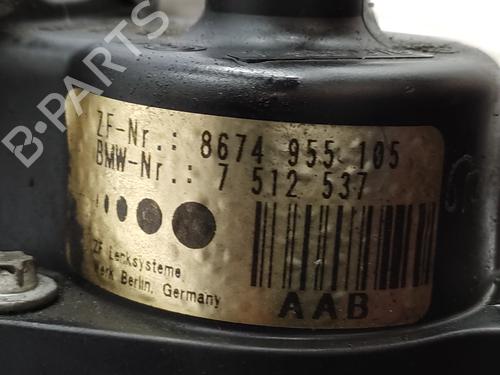 B-PARTS
ZF-Nr.: 8674 955 105
BMW-Nr.: 7 512 537
ZF Lenksysteme
Werk Berlin, Germany
AAB